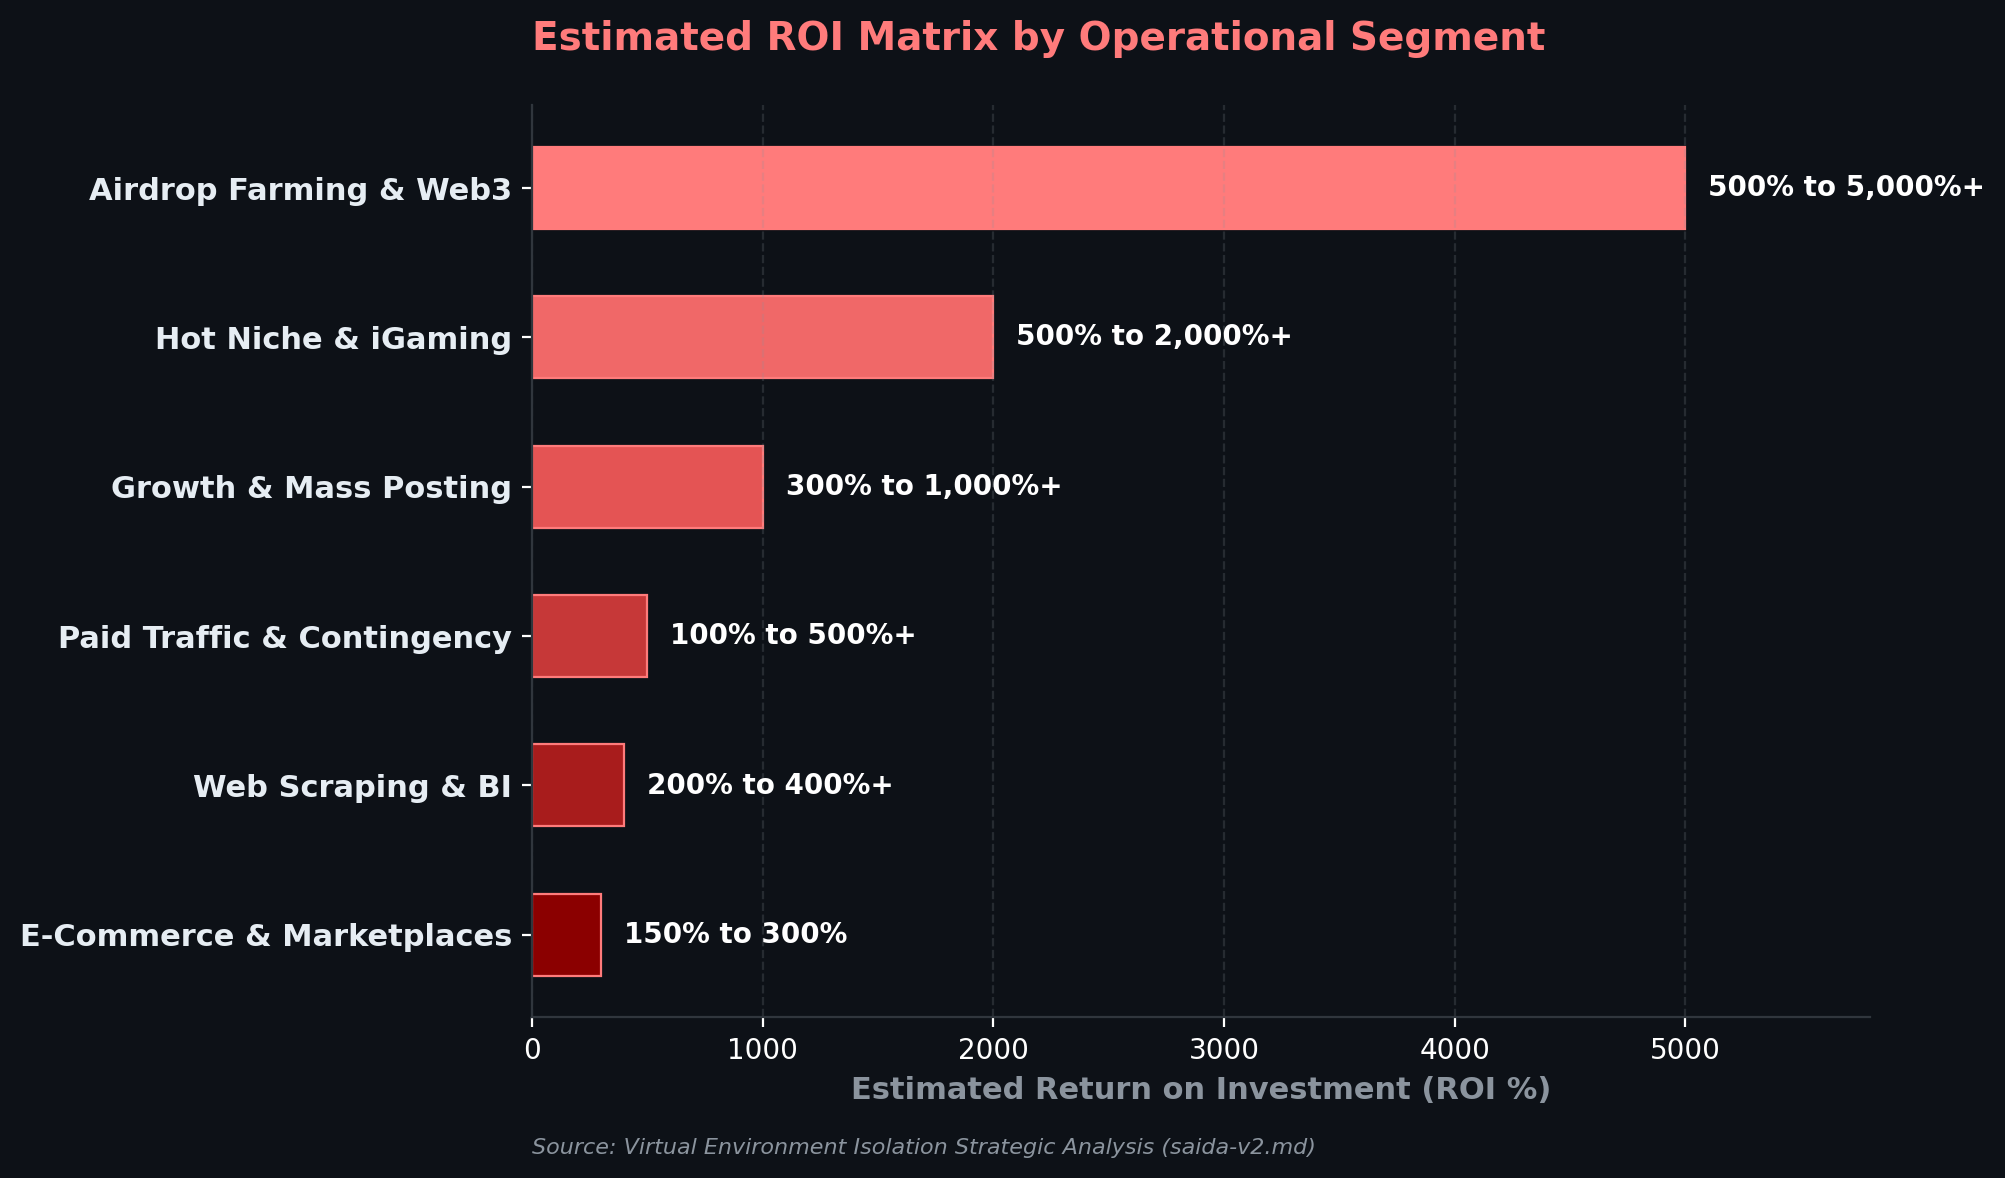 Estimated ROI Matrix by Operational Segment
Airdrop Farming & Web3
500% to 5,000%+
Hot Niche & iGaming
500% to 2,000%+
Growth & Mass Posting
300% to 1,000%+
Paid Traffic & Contingency
100% to 500%+
Web Scraping & BI
200% to 400%+
E-Commerce & Marketplaces
150% to 300%
0 1000 2000 3000 4000 5000
Estimated Return on Investment (ROI %)
Source: Virtual Environment Isolation Strategic Analysis (saida-v2.md)